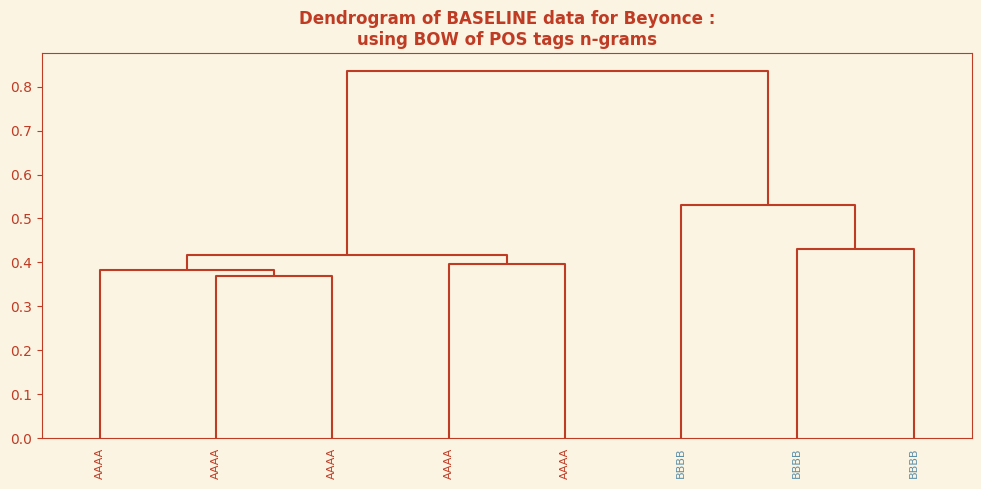 Dendrogram of BASELINE data for Beyonce :
using BOW of POS tags n-grams
0.8
0.7
0.6
0.5
0.4
0.3
0.2
0.1
0.0
AAAA
AAAA
AAAA
AAAA
AAAA
BBBB
BBBB
BBBB